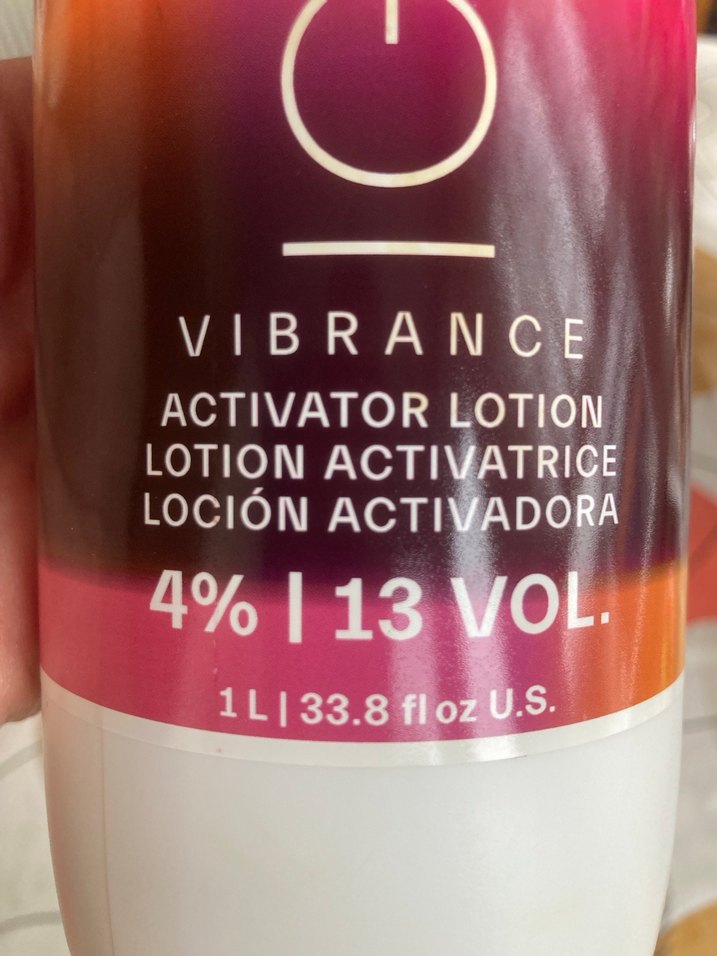 VIBRANCE
ACTIVATOR LOTION
LOTION ACTIVATRICE
LOCIÓN ACTIVADORA
4% | 13 VOL.
1 L | 33.8 fl oz U.S.